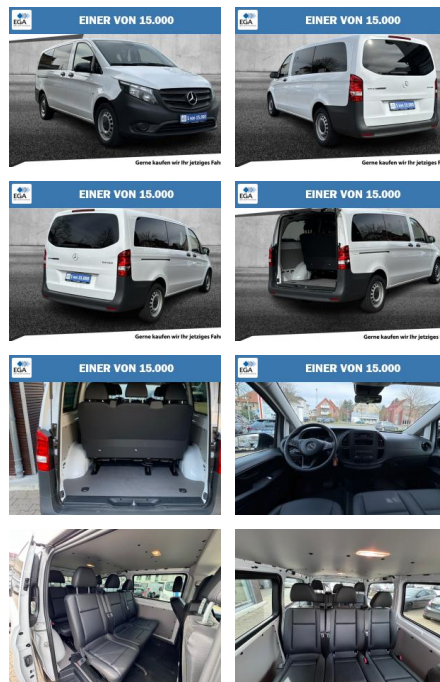 EGA
EINER VON 15.000
Gerne kaufen wir Ihr jetziges Fahr
EGA
EINER VON 15.000
Gerne kaufen wir Ihr jetziges F
EGA
EINER VON 15.000
Gerne kaufen wir Ihr jetziges Fahr
EGA
EINER VON 15.000
Gerne kaufen wir Ihr jetziges
EGA
EINER VON 15.000
EGA
EINER VON 15.000